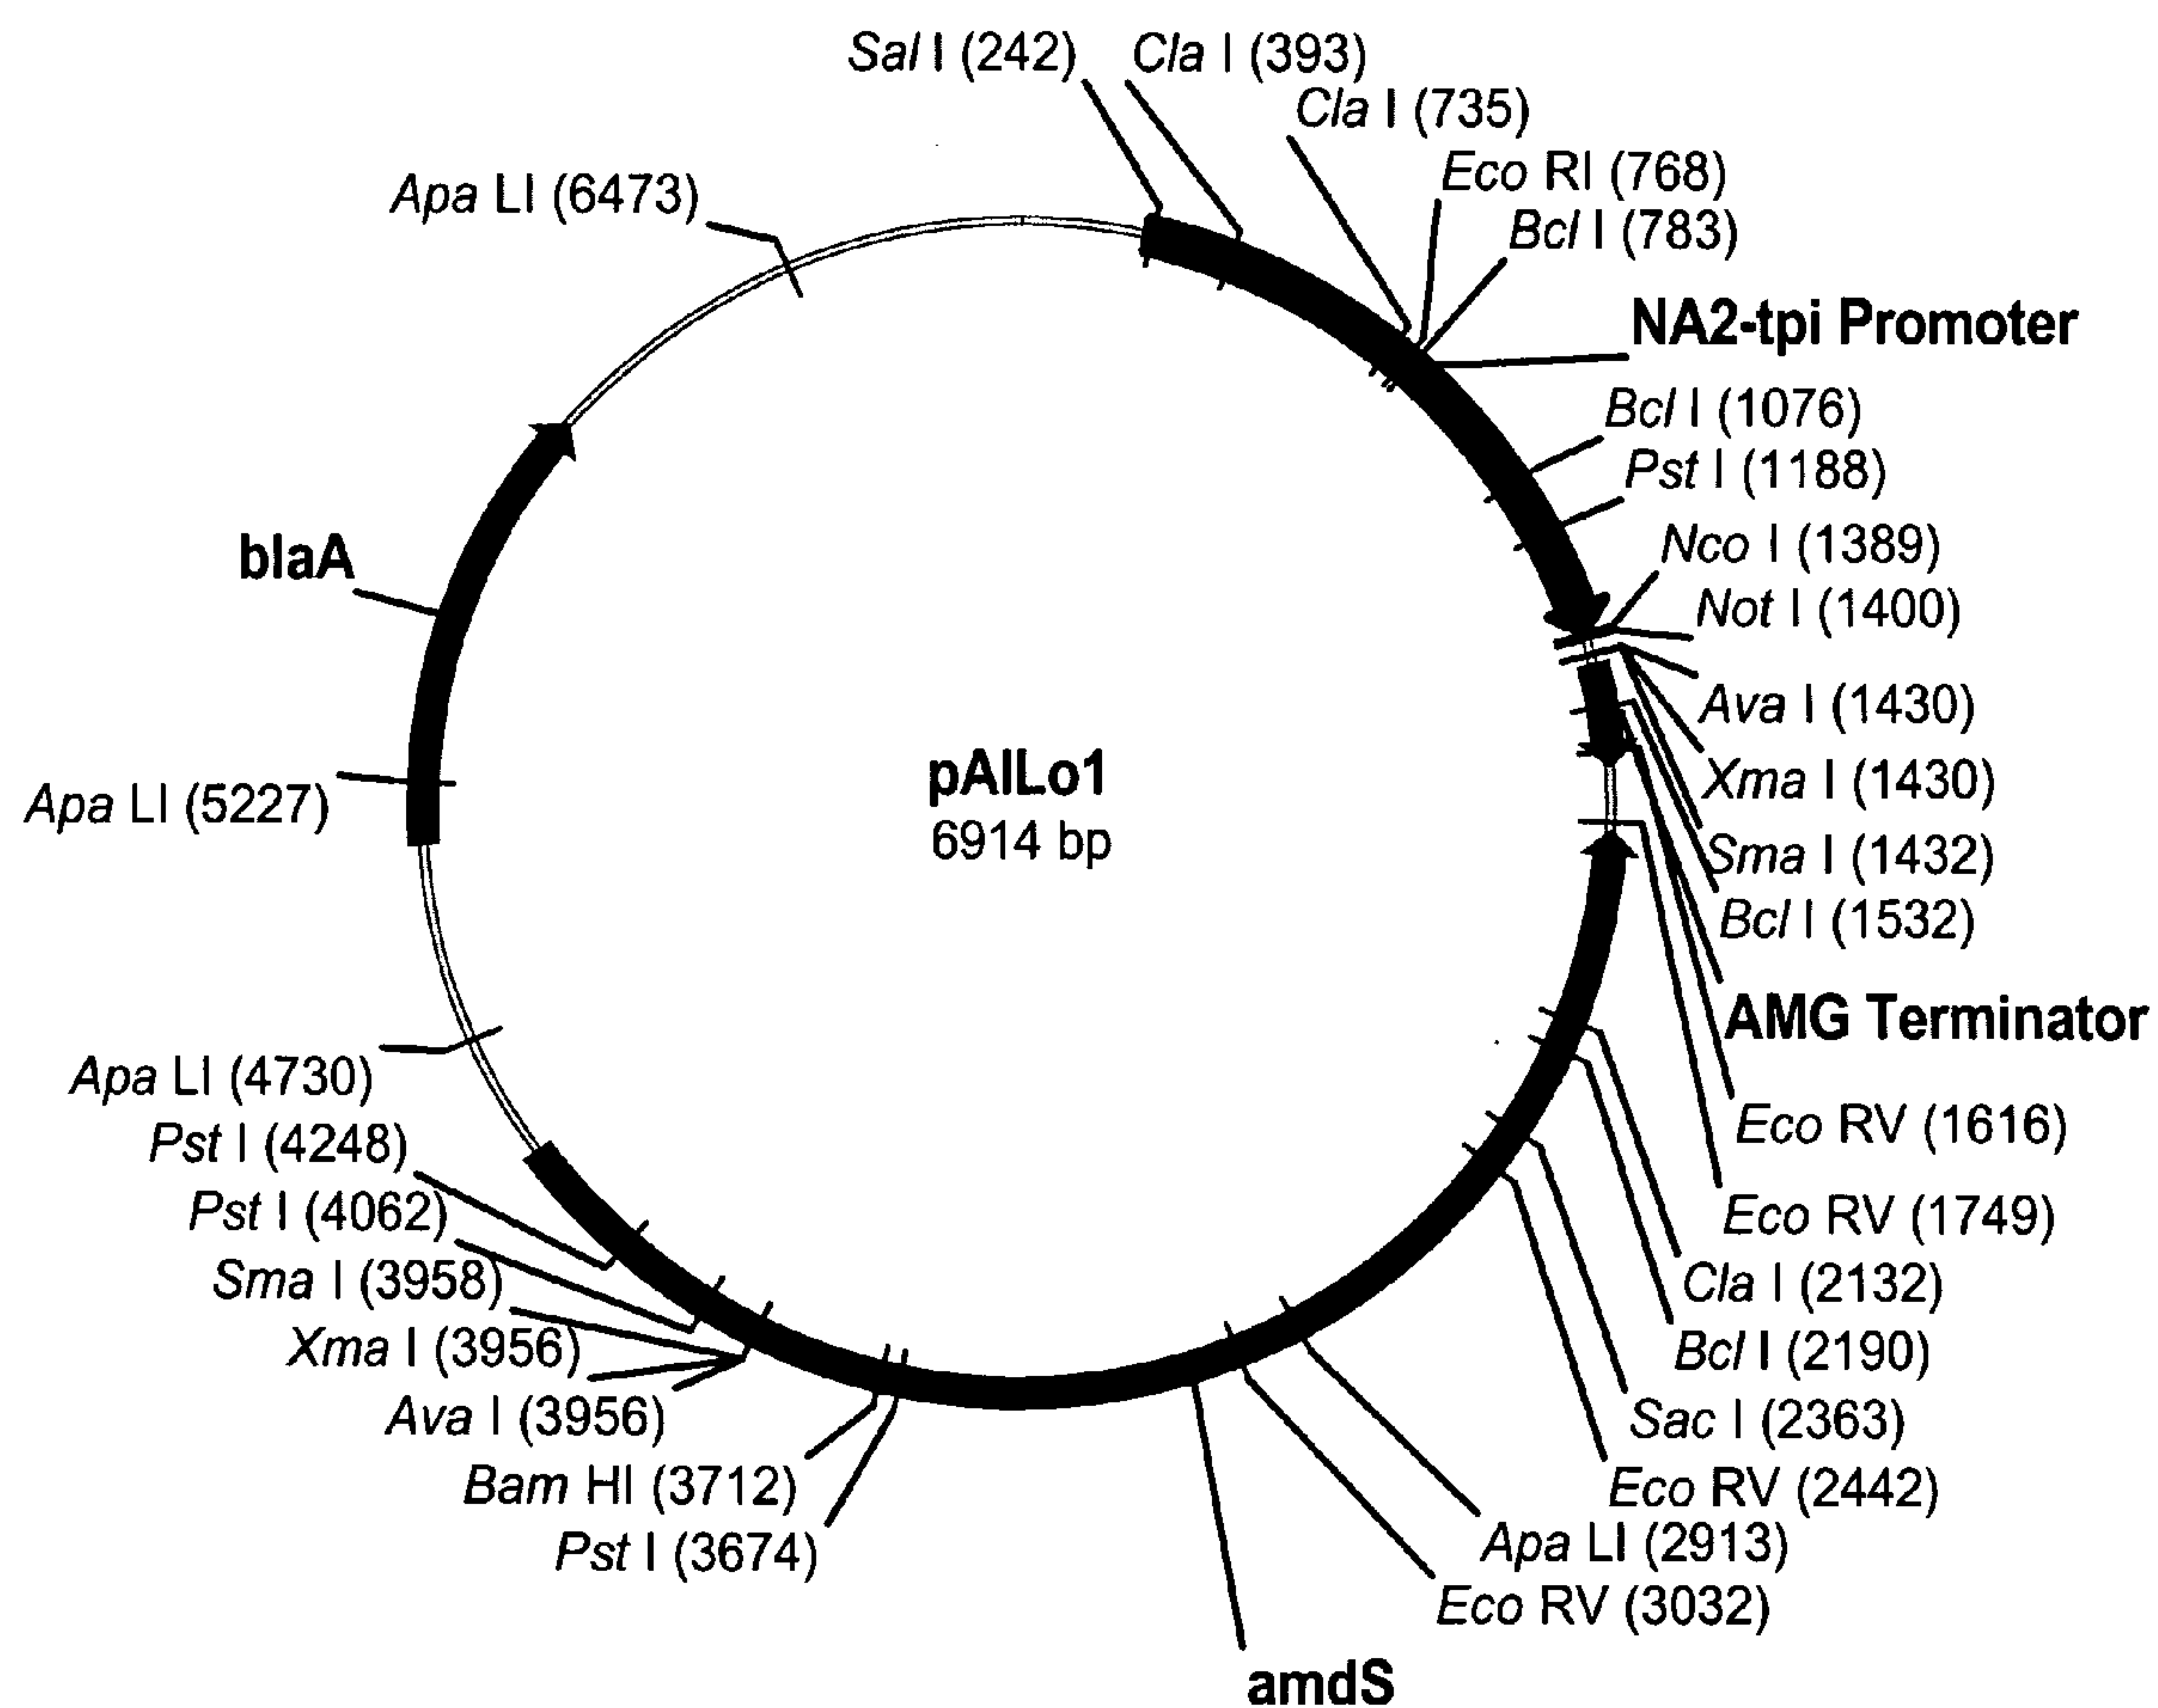 Sal I (242)
Cla I (393)
Cla I (735)
Eco RI (768)
Bcl I (783)
NA2-tpi Promoter
Bcl I (1076)
Pst I (1188)
Nco I (1389)
Not I (1400)
Ava I (1430)
Xma I (1430)
Sma I (1432)
Bcl I (1532)
AMG Terminator
Eco RV (1616)
Eco RV (1749)
Cla I (2132)
Bcl I (2190)
Sac I (2363)
Eco RV (2442)
Apa LI (2913)
Eco RV (3032)
amdS
Pst I (3674)
Bam HI (3712)
Ava I (3956)
Xma I (3956)
Sma I (3958)
Pst I (4062)
Pst I (4248)
Apa LI (4730)
Apa LI (5227)
blaA
Apa LI (6473)
pAlLo1
6914 bp